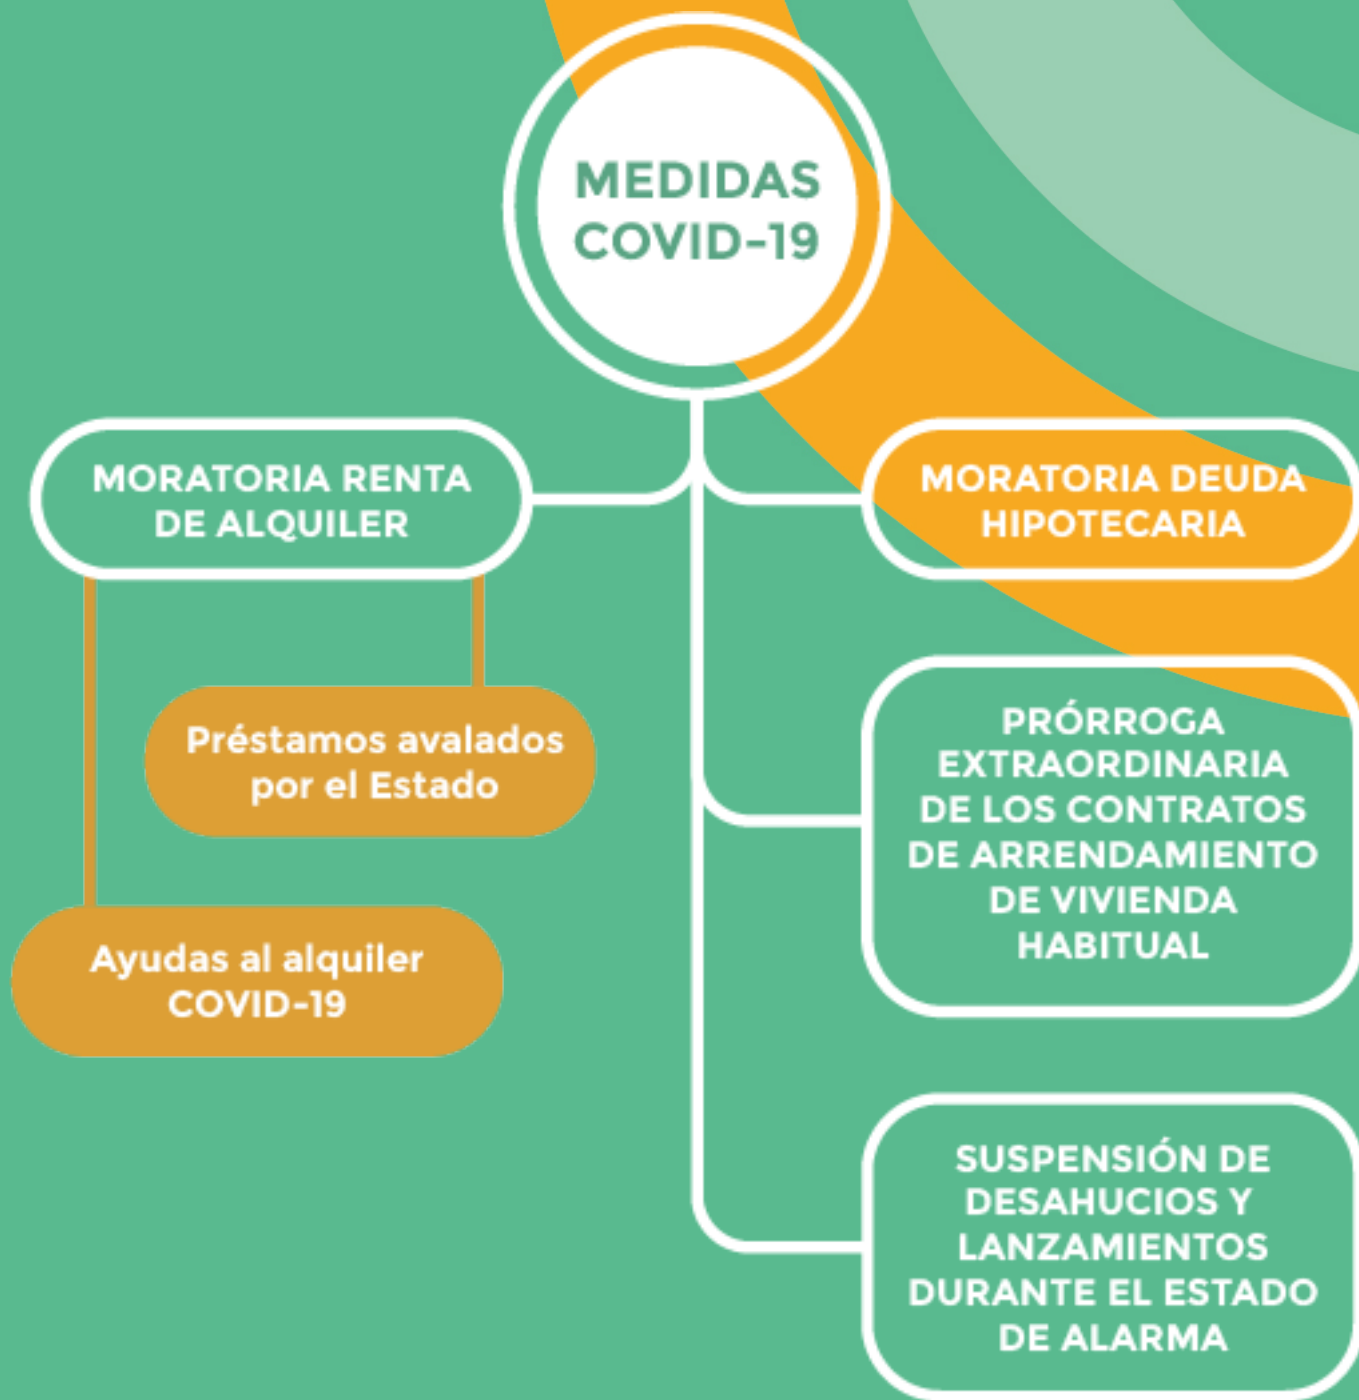 MEDIDAS
COVID-19
MORATORIA RENTA
DE ALQUILER
Préstamos avalados
por el Estado
Ayudas al alquiler
COVID-19
MORATORIA DEUDA
HIPOTECARIA
PRÓRROGA
EXTRAORDINARIA
DE LOS CONTRATOS
DE ARRENDAMIENTO
DE VIVIENDA
HABITUAL
SUSPENSIÓN DE
DESAHUCIOS Y
LANZAMIENTOS
DURANTE EL ESTADO
DE ALARMA